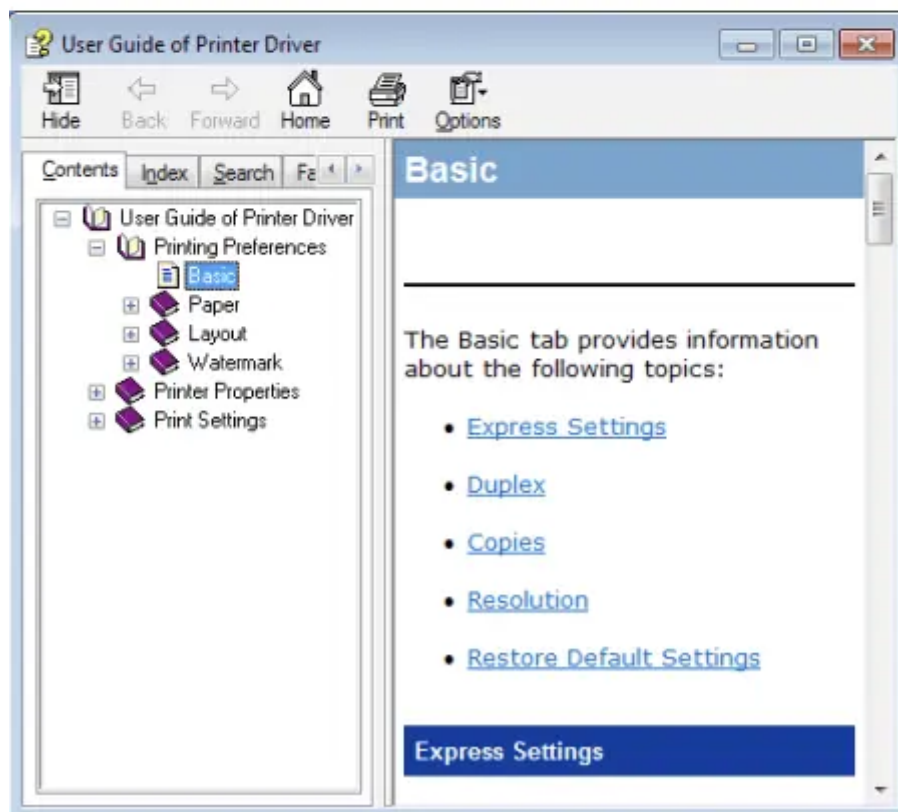 User Guide of Printer Driver
Hide Back Forward Home Print Options
Contents Index Search Fa
User Guide of Printer Driver
Printing Preferences
Basic
Paper
Layout
Watermark
Printer Properties
Print Settings
Basic
The Basic tab provides information
about the following topics:
• Express Settings
• Duplex
• Copies
• Resolution
• Restore Default Settings
Express Settings